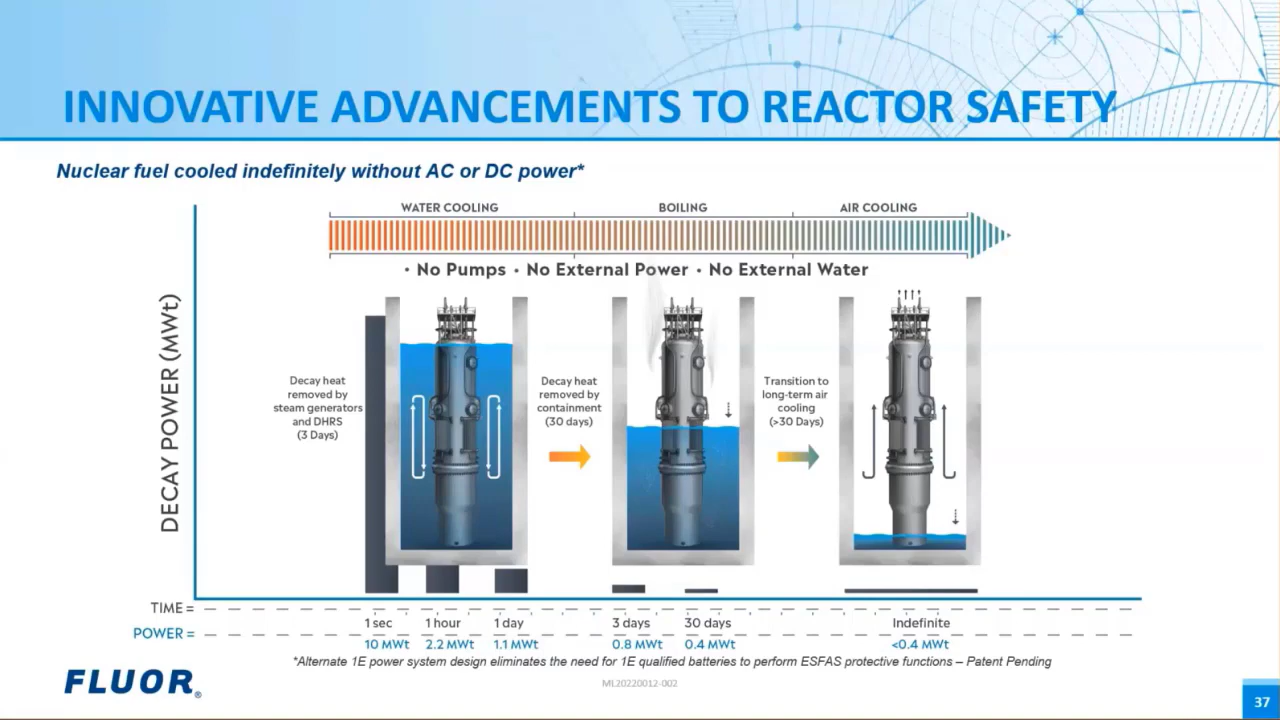 INNOVATIVE ADVANCEMENTS TO REACTOR SAFETY
Nuclear fuel cooled indefinitely without AC or DC power*
WATER COOLING
BOILING
AIR COOLING
• No Pumps • No External Power • No External Water
DECAY POWER (MWt)
Decay heat
removed by
steam generators
and DHRS
(3 Days)
Decay heat
removed by
containment
(30 days)
Transition to
long-term air
cooling
(>30 Days)
TIME =
1 sec
1 hour
1 day
3 days
30 days
Indefinite
POWER =
10 MWt
2.2 MWt
1.1 MWt
0.8 MWt
0.4 MWt
<0.4 MWt
*Alternate 1E power system design eliminates the need for 1E qualified batteries to perform ESFAS protective functions – Patent Pending
FLUOR®
ML20220012-002
37